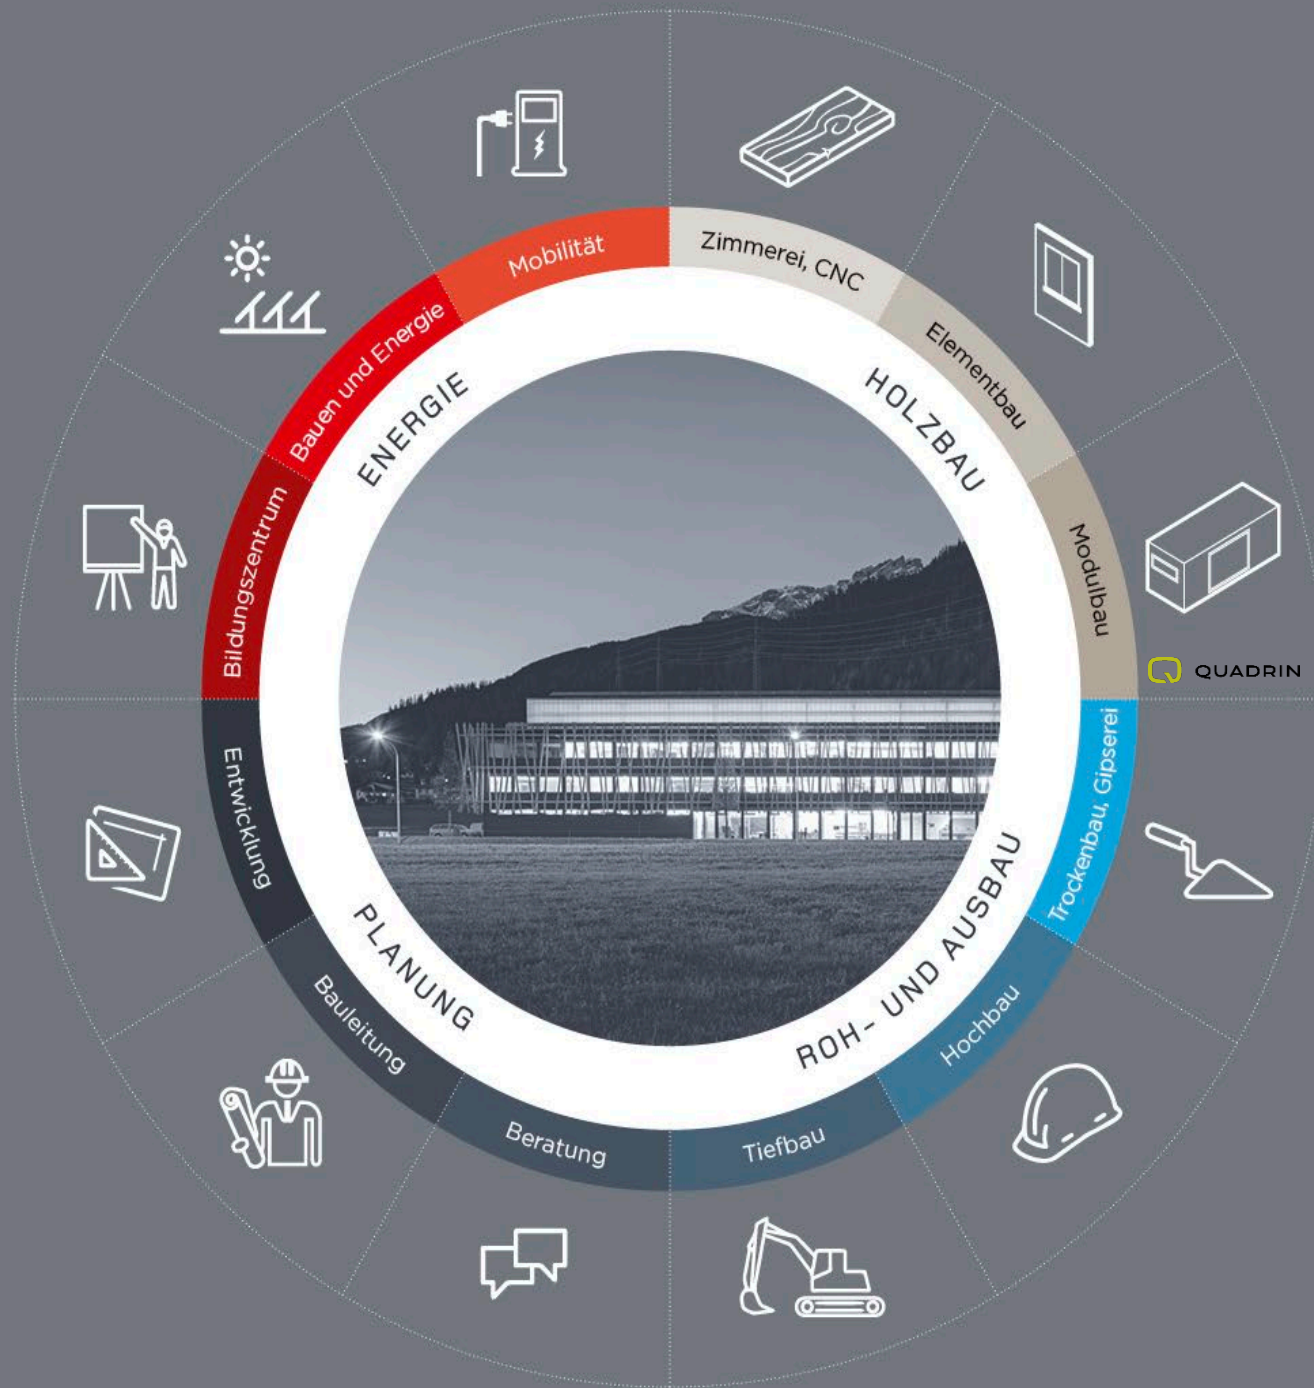 Mobilität
Bauen und Energie
Bildungszentrum
ENERGIE
Zimmerei, CNC
Elementbau
Modulbau
HOLZBAU
QUADRIN
Trockenbau, Gipserei
Hochbau
Tiefbau
ROH- UND AUSBAU
Entwicklung
Bauleitung
Beratung
PLANUNG